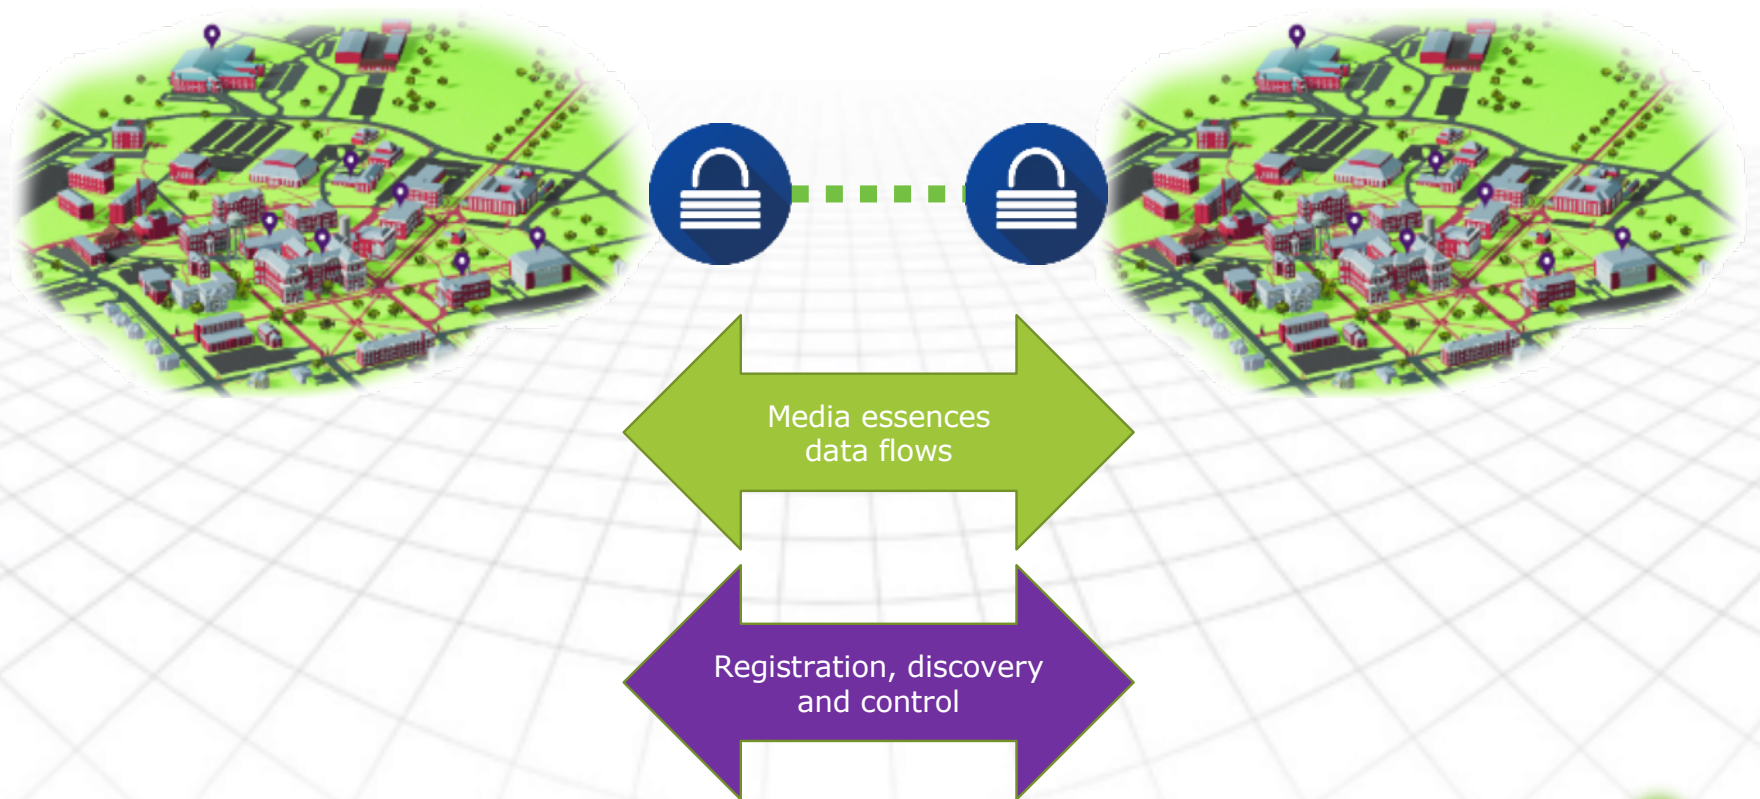 Media essences
data flows
Registration, discovery
and control